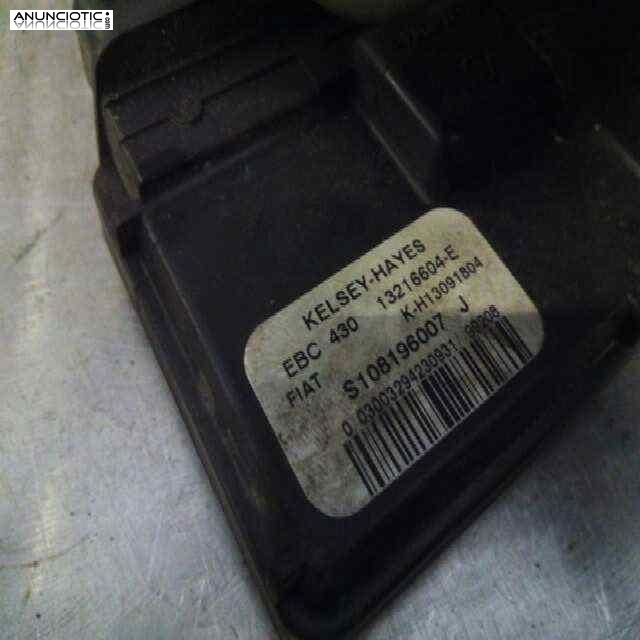 ANUNCIOTIC
KELSEY-HAYES
EBC 430 13216604-E
FIAT K-H13091804
S108196007 J